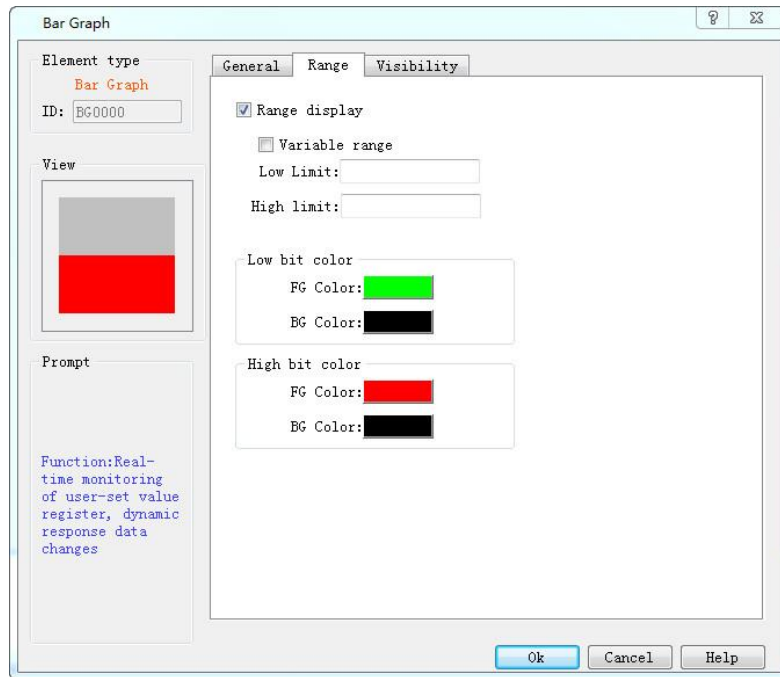 Bar Graph
Element type
Bar Graph
ID: BG0000
View
Prompt
Function:Real-
time monitoring
of user-set value
register, dynamic
response data
changes
General Range Visibility
Range display
Variable range
Low Limit:
High limit:
Low bit color
FG Color:
BG Color:
High bit color
FG Color:
BG Color:
Ok Cancel Help